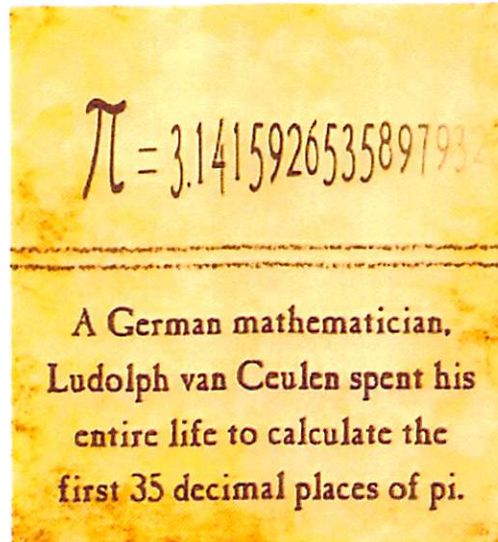 π = 3.1415926535897932
A German mathematician,
Ludolph van Ceulen spent his
entire life to calculate the
first 35 decimal places of pi.